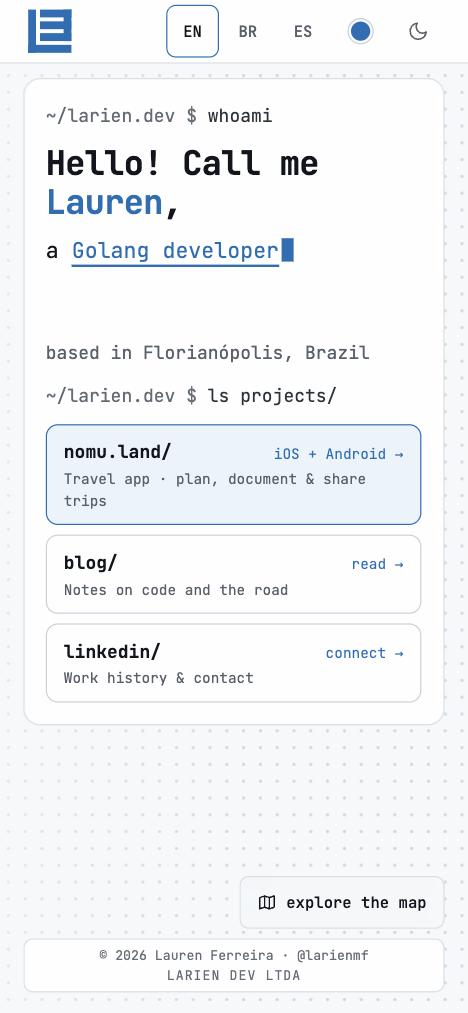 EN BR ES
~/larien.dev $ whoami
Hello! Call me
Lauren,
a Golang developer
based in Florianópolis, Brazil
~/larien.dev $ ls projects/
nomu.land/ iOS + Android →
Travel app · plan, document & share
trips
blog/ read →
Notes on code and the road
linkedin/ connect →
Work history & contact
explore the map
© 2026 Lauren Ferreira · @larienmf
LARIEN DEV LTDA